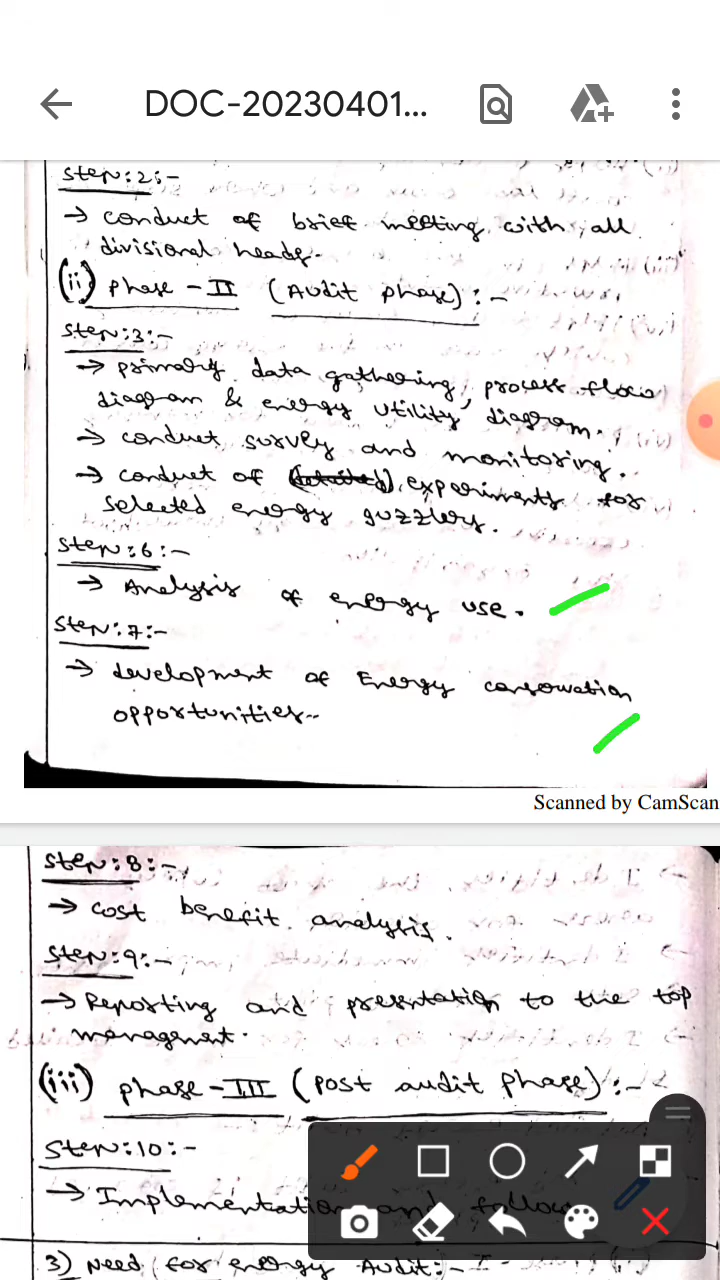 DOC-20230401...
Step:2:-
→ conduct of brief meeting with all
divisional heads.
(ii) phase - II (Audit phase) :-
Step:3:-
→ primary data gathering, process flow
diagram & energy utility diagram.
→ conduct survey and monitoring.
→ conduct of experiments for
selected energy guzzlers.
Step:6:-
→ Analysis of energy use.
Step:7:-
→ development of Energy conservation
opportunities..
Scanned by CamScan
Step:8:-
→ cost benefit analysis.
Step:9:-
→ Reporting and presentation to the top
management.
(iii) phase-III (post audit phase) :-
Step:10:-
→ Implementation and follow
3) Need for energy Audit:-